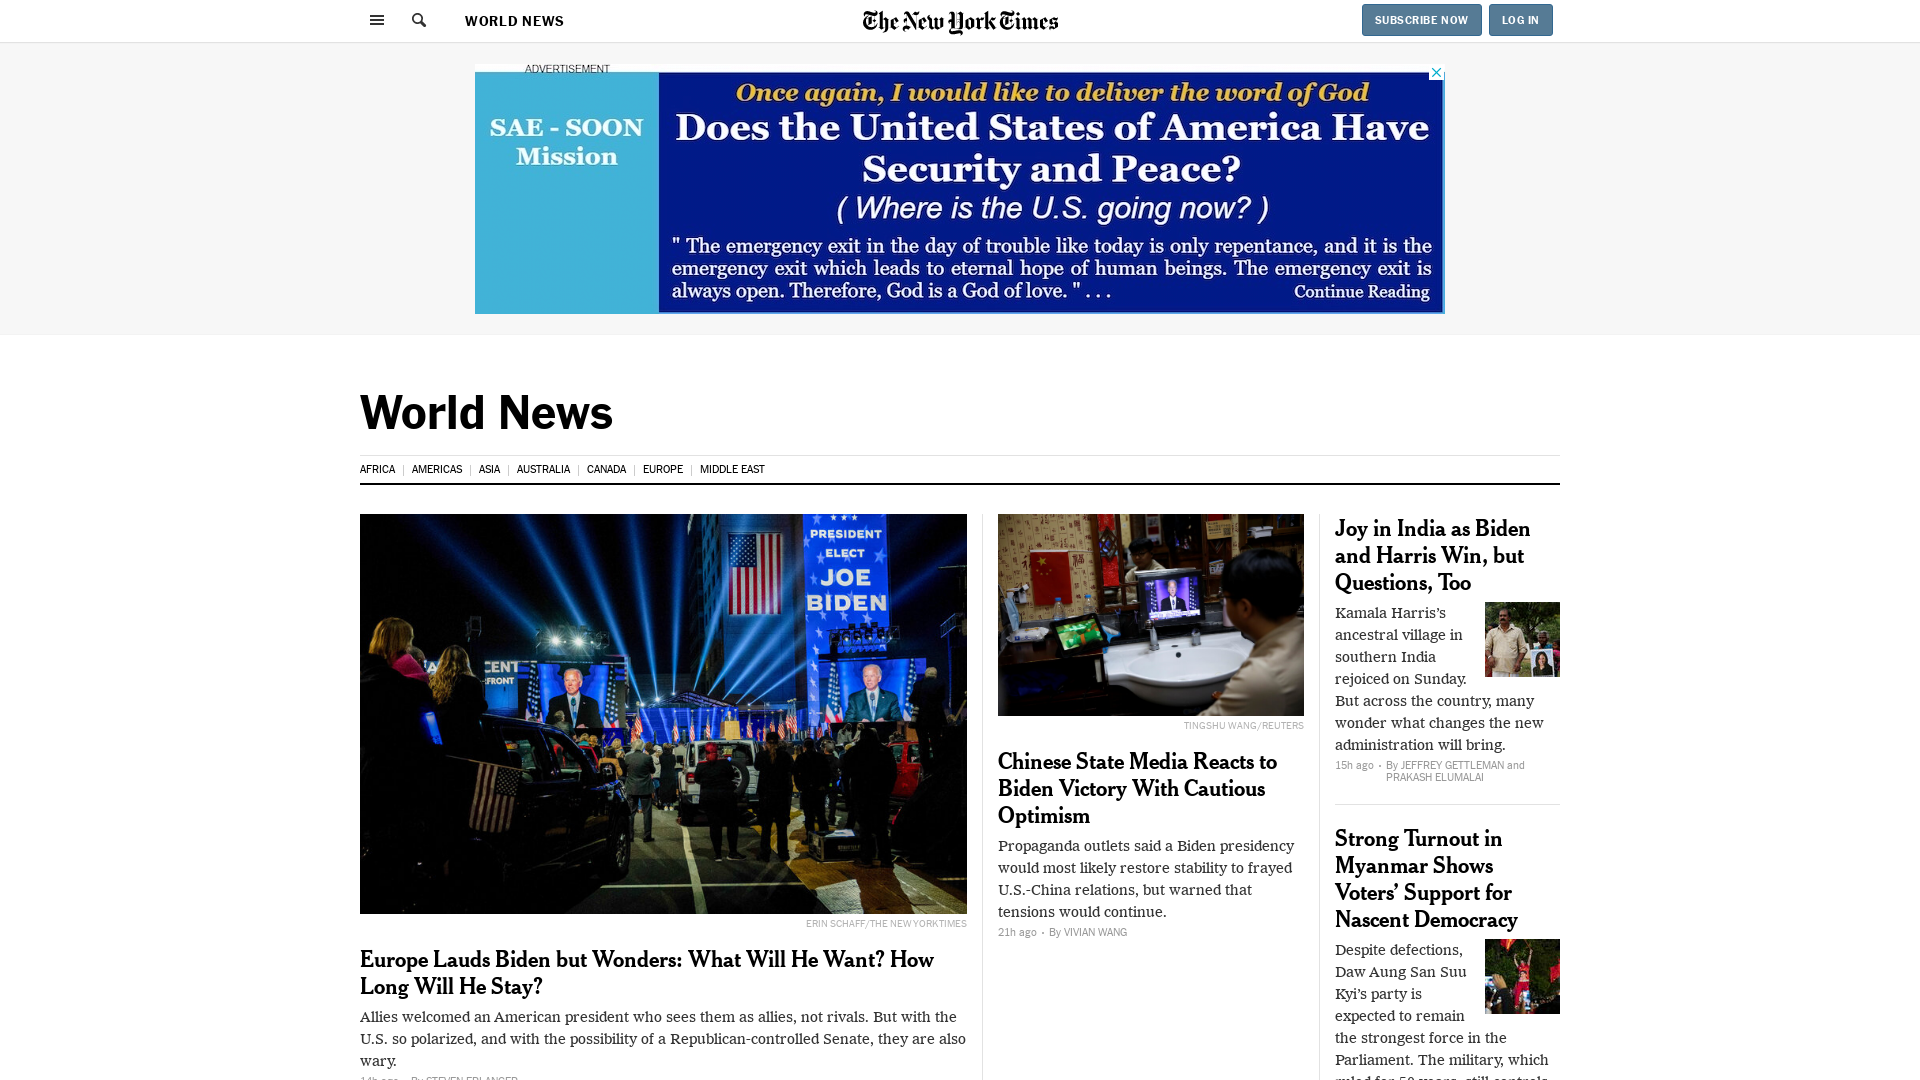 WORLD NEWS
The New York Times
SUBSCRIBE NOW
LOG IN
ADVERTISEMENT
SAE - SOON
Mission
Once again, I would like to deliver the word of God
Does the United States of America Have
Security and Peace?
( Where is the U.S. going now? )
" The emergency exit in the day of trouble like today is only repentance, and it is the
emergency exit which leads to eternal hope of human beings. The emergency exit is
always open. Therefore, God is a God of love. " . . .
Continue Reading
World News
AFRICA
AMERICAS
ASIA
AUSTRALIA
CANADA
EUROPE
MIDDLE EAST
PRESIDENT
ELECT
JOE
BIDEN
ERIN SCHAFF/THE NEW YORK TIMES
Europe Lauds Biden but Wonders: What Will He Want? How
Long Will He Stay?
Allies welcomed an American president who sees them as allies, not rivals. But with the
U.S. so polarized, and with the possibility of a Republican-controlled Senate, they are also
wary.
14h ago • By STEVEN ERLANGER
TINGSHU WANG/REUTERS
Chinese State Media Reacts to
Biden Victory With Cautious
Optimism
Propaganda outlets said a Biden presidency
would most likely restore stability to frayed
U.S.-China relations, but warned that
tensions would continue.
21h ago • By VIVIAN WANG
Joy in India as Biden
and Harris Win, but
Questions, Too
Kamala Harris’s
ancestral village in
southern India
rejoiced on Sunday.
But across the country, many
wonder what changes the new
administration will bring.
15h ago • By JEFFREY GETTLEMAN and
PRAKASH ELUMALAI
Strong Turnout in
Myanmar Shows
Voters’ Support for
Nascent Democracy
Despite defections,
Daw Aung San Suu
Kyi’s party is
expected to remain
the strongest force in the
Parliament. The military, which
ruled for 50 years, still controls